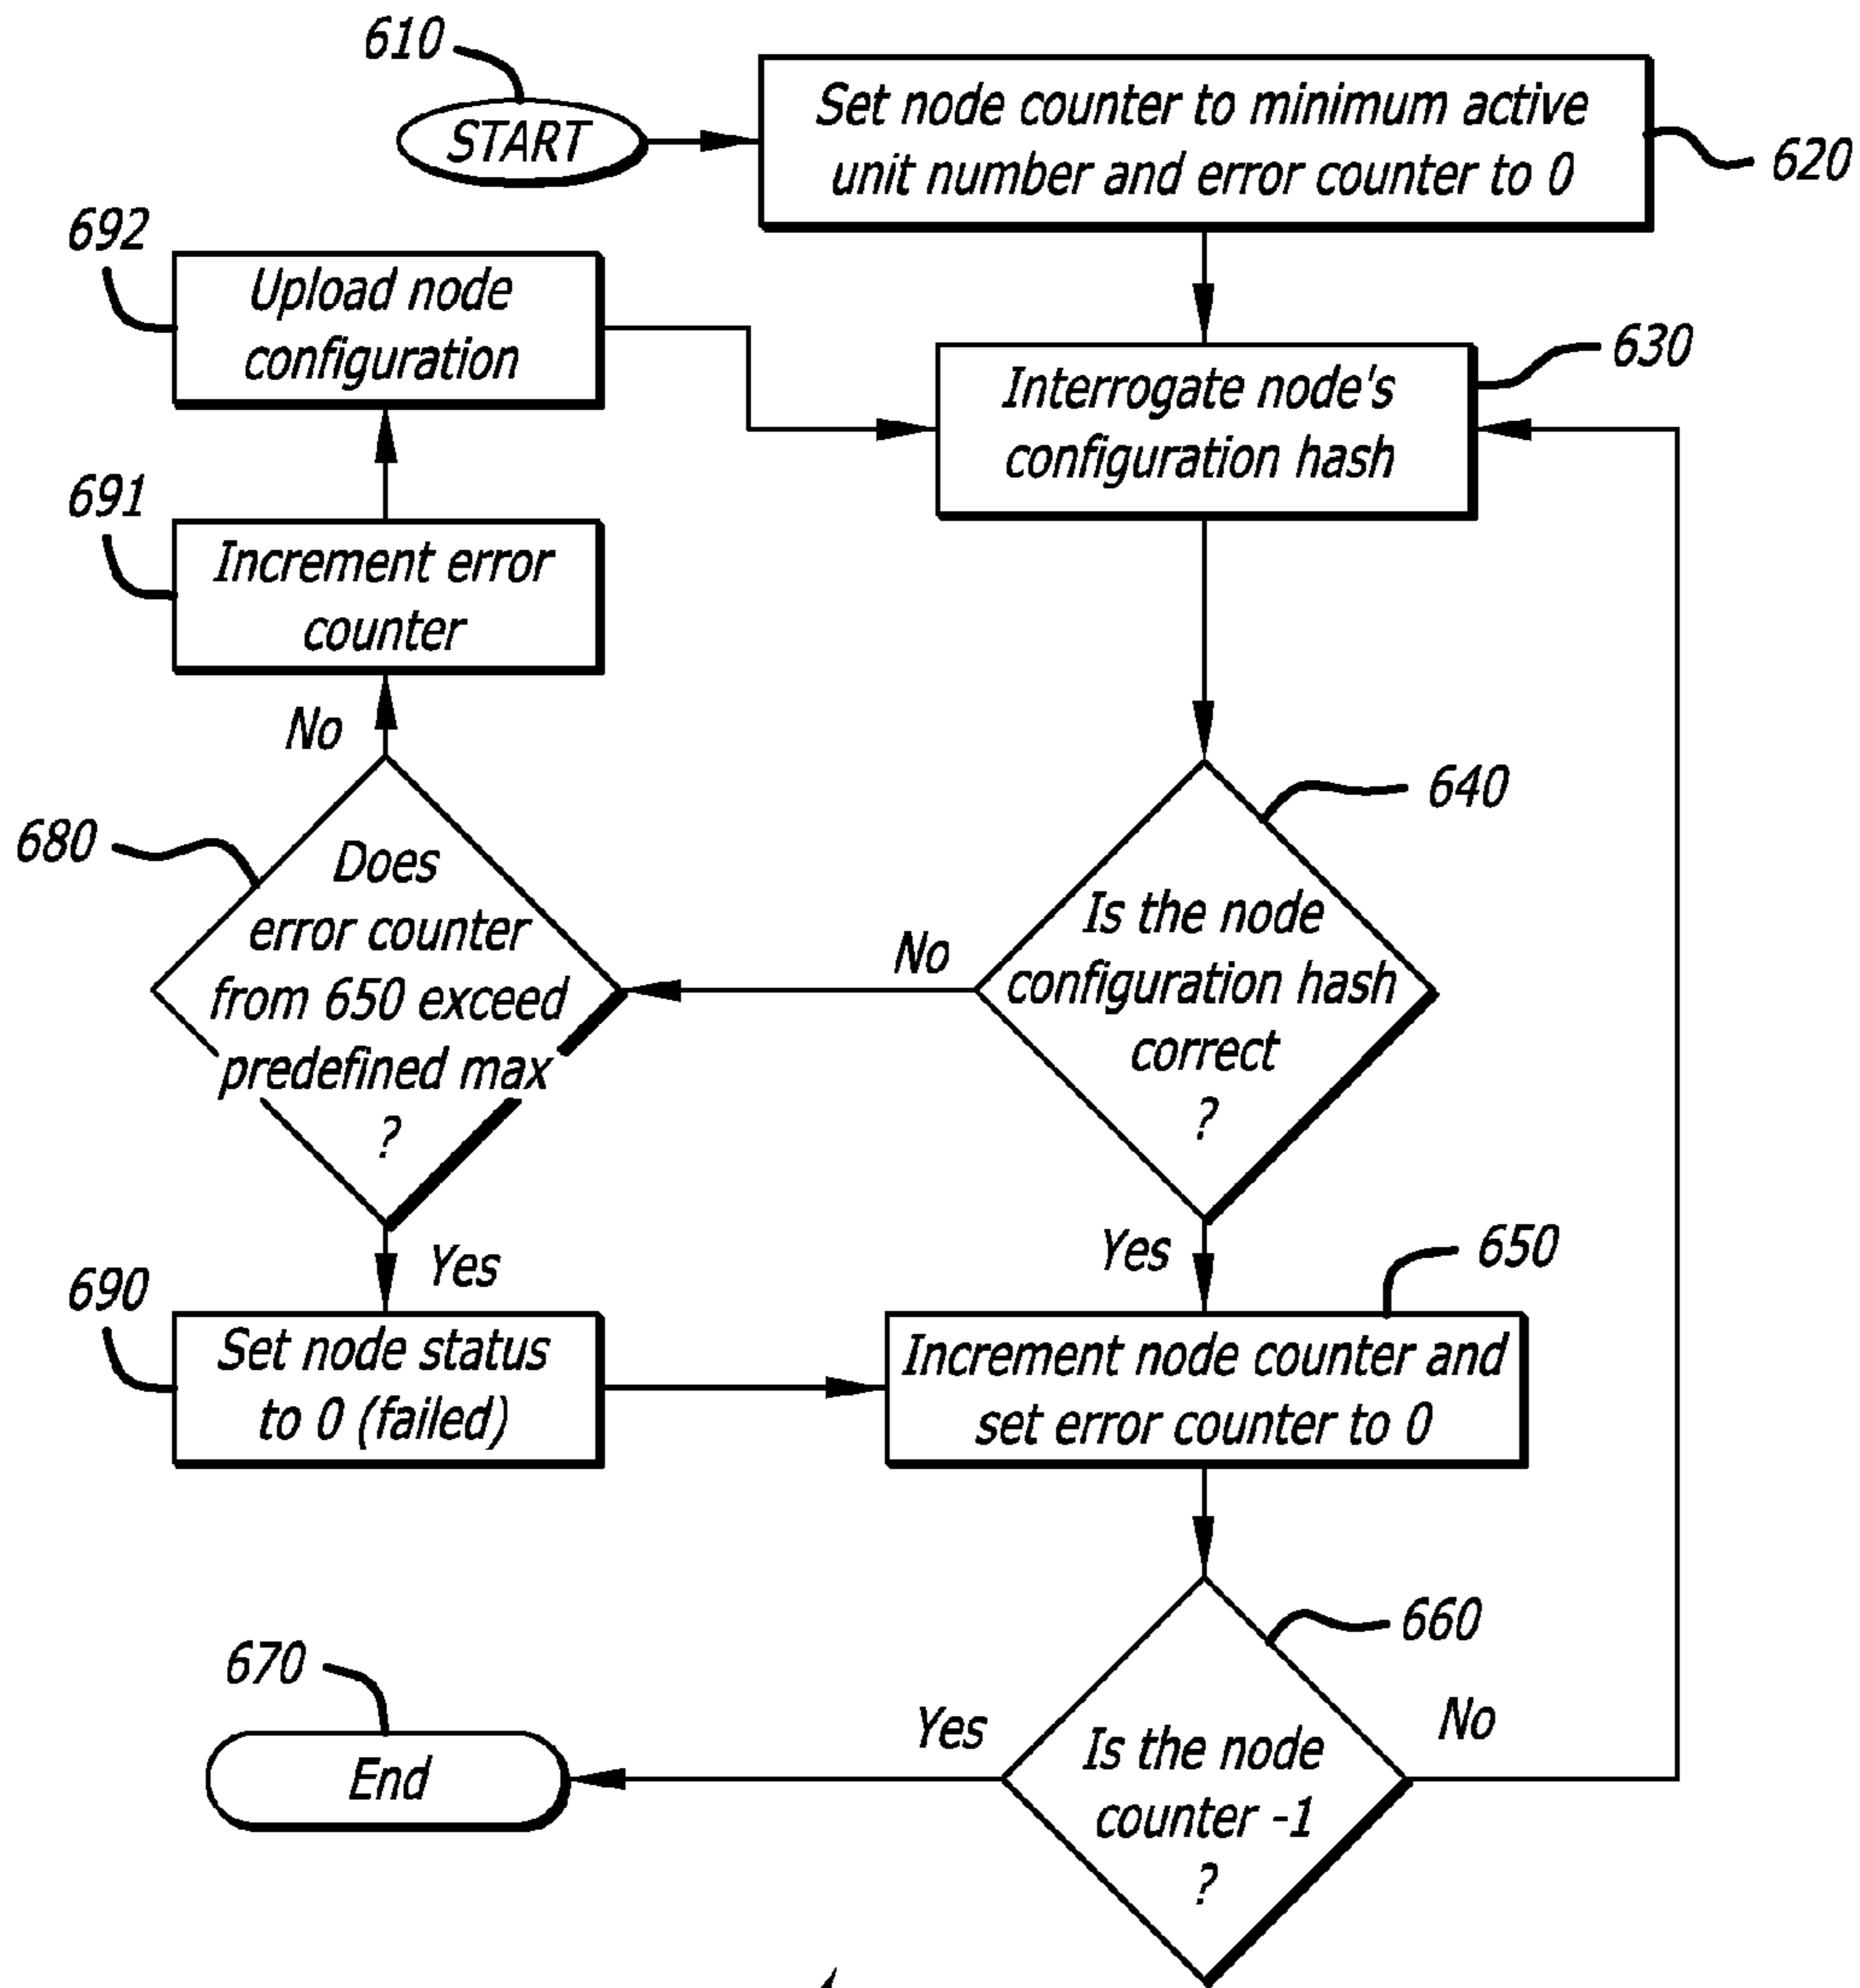 610
START
Set node counter to minimum active
unit number and error counter to 0
620
692
Upload node
configuration
Interrogate node's
configuration hash
630
691
Increment error
counter
No
640
680
Does
error counter
from 650 exceed
predefined max
?
No
Is the node
configuration hash
correct
?
Yes
Yes
650
690
Set node status
to 0 (failed)
Increment node counter and
set error counter to 0
660
670
End
Yes
Is the node
counter -1
?
No